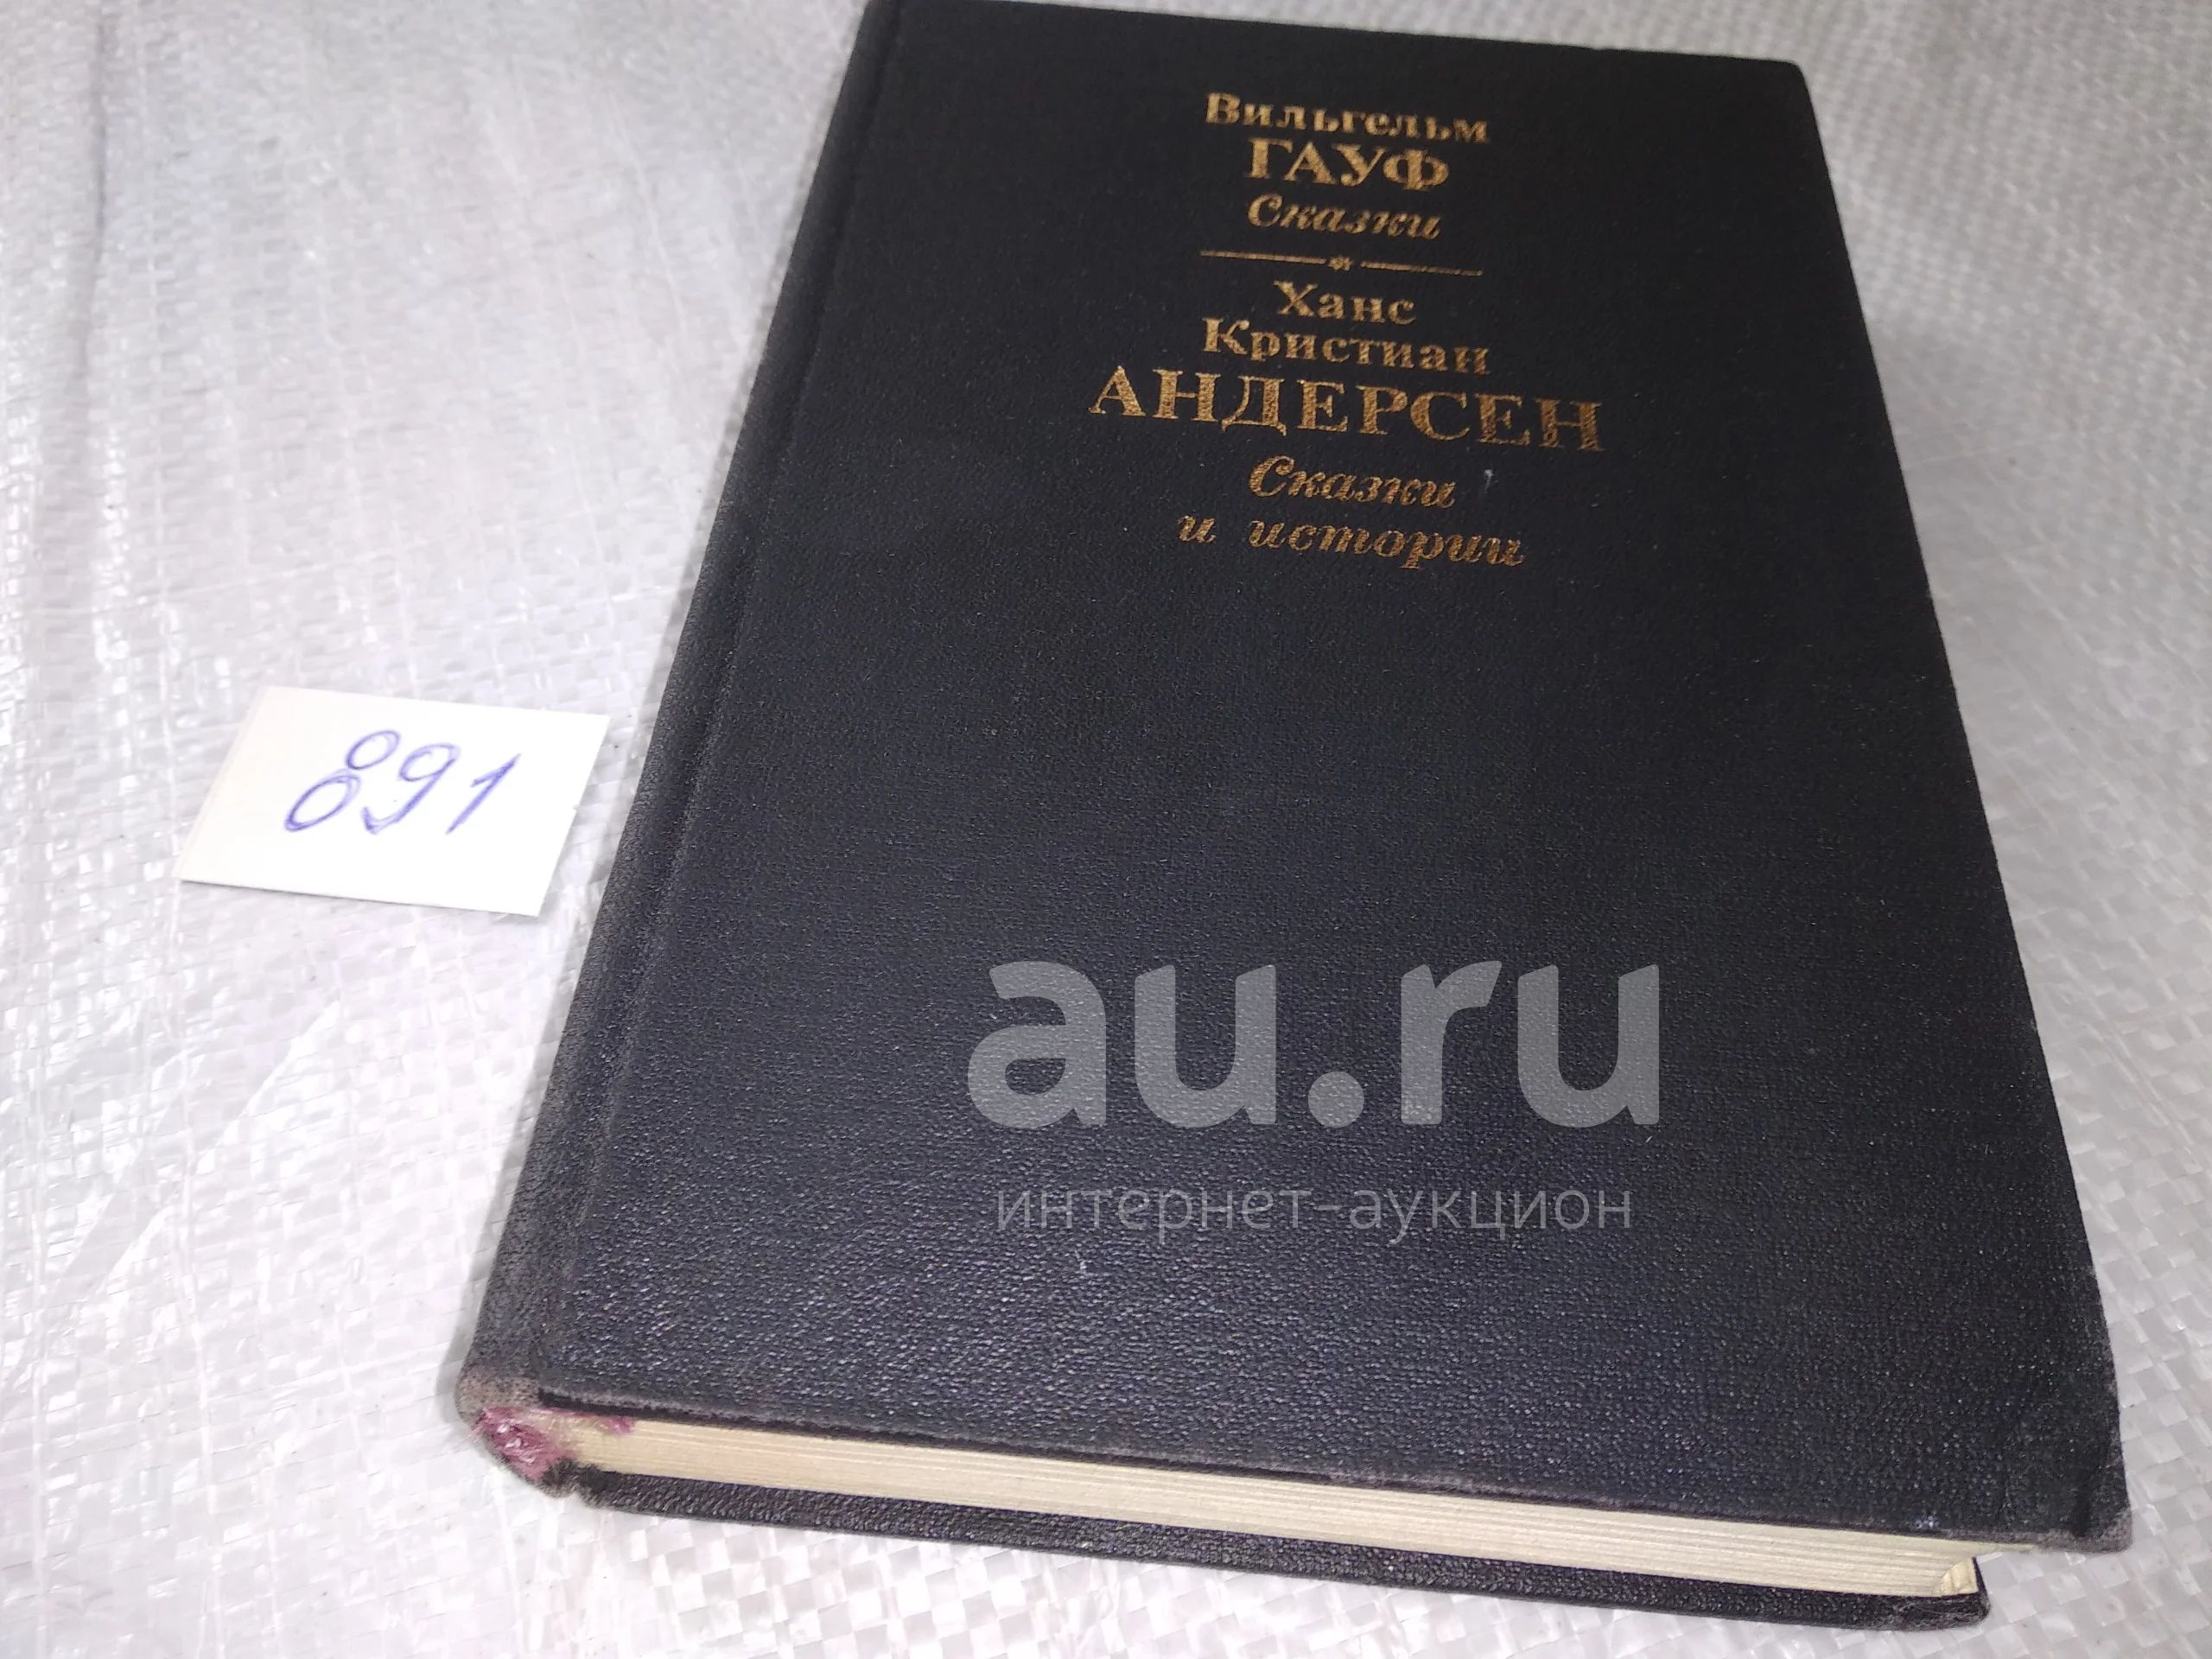 Вильгельм
ГАУФ
Сказки
Ханс
Кристиан
АНДЕРСЕН
Сказки
и истории
891
au.ru
интернет-аукцион